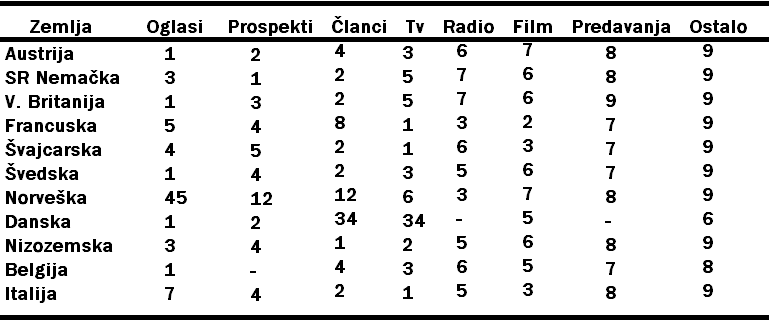 Zemlja Oglasi Prospekti Članci Tv Radio Film Predavanja Ostalo
Austrija 1 2 4 3 6 7 8 9
SR Nemačka 3 1 2 5 7 6 8 9
V. Britanija 1 3 2 5 7 6 9 9
Francuska 5 4 8 1 3 2 7 9
Švajcarska 4 5 2 1 6 3 7 9
Švedska 1 4 2 3 5 6 7 9
Norveška 45 12 12 6 3 7 8 9
Danska 1 2 34 34 - 5 - 6
Nizozemska 3 4 1 2 5 6 8 9
Belgija 1 - 4 3 6 5 7 8
Italija 7 4 2 1 5 3 8 9